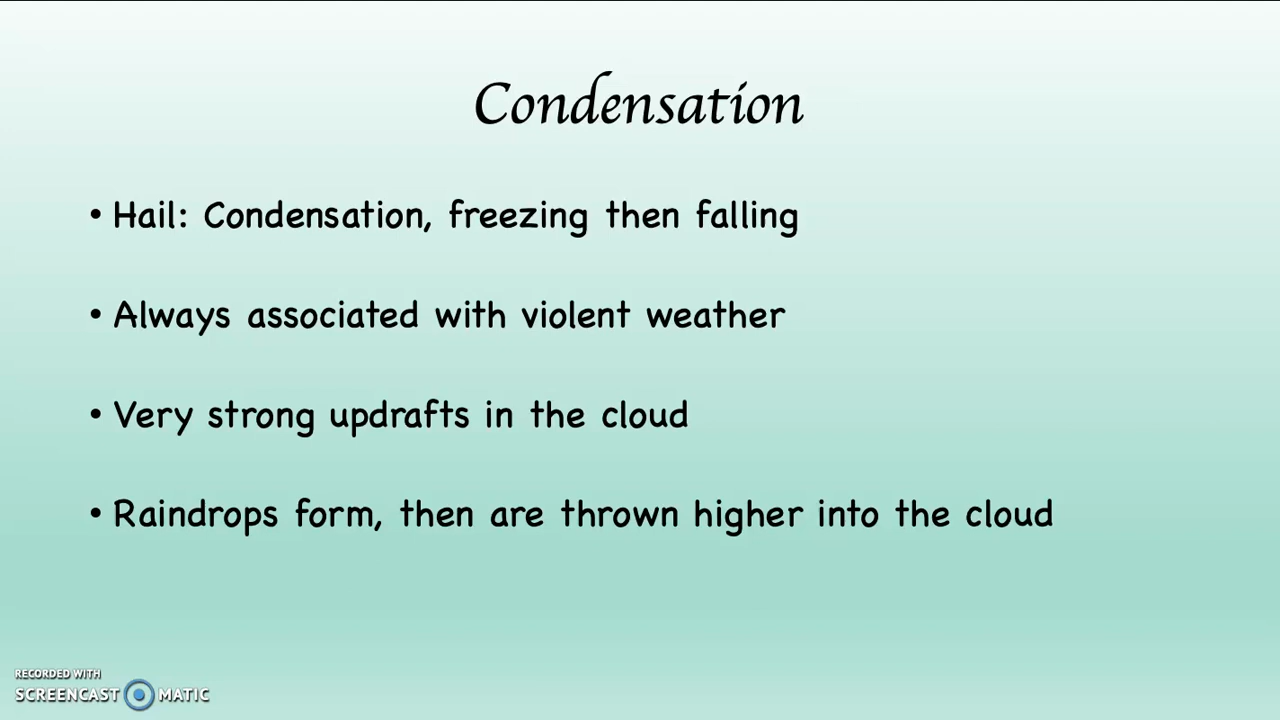 Condensation
• Hail: Condensation, freezing then falling
• Always associated with violent weather
• Very strong updrafts in the cloud
• Raindrops form, then are thrown higher into the cloud
RECORDED WITH
SCREENCAST MATIC